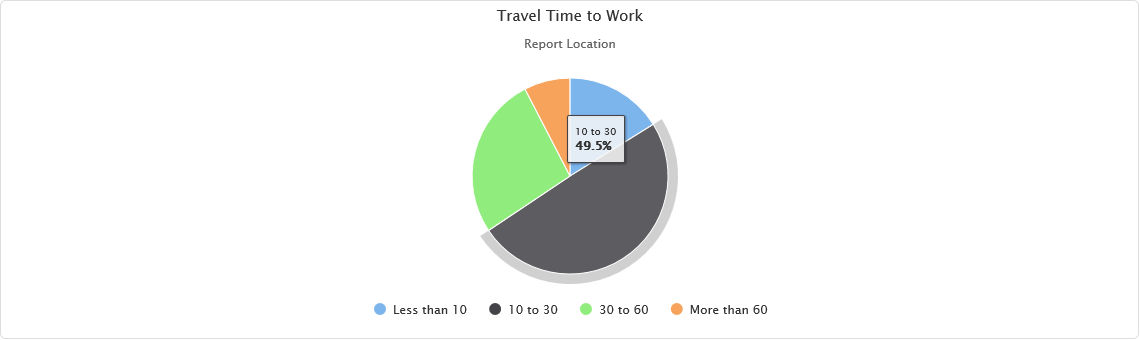 Travel Time to Work
Report Location
10 to 30
49.5%
Less than 10
10 to 30
30 to 60
More than 60